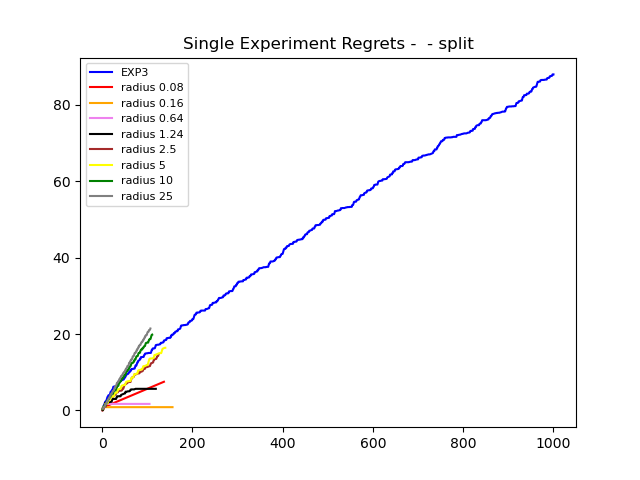 Single Experiment Regrets -  - split
EXP3
radius 0.08
radius 0.16
radius 0.64
radius 1.24
radius 2.5
radius 5
radius 10
radius 25
80
60
40
20
0
0 200 400 600 800 1000